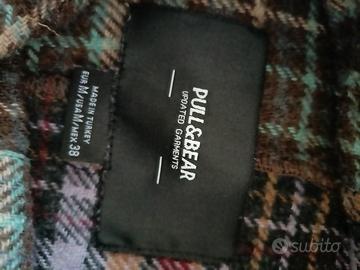 PULL&BEAR
UPDATED GARMENTS
MADE IN TURKEY
EUR M/USA M/MEX 38
subito